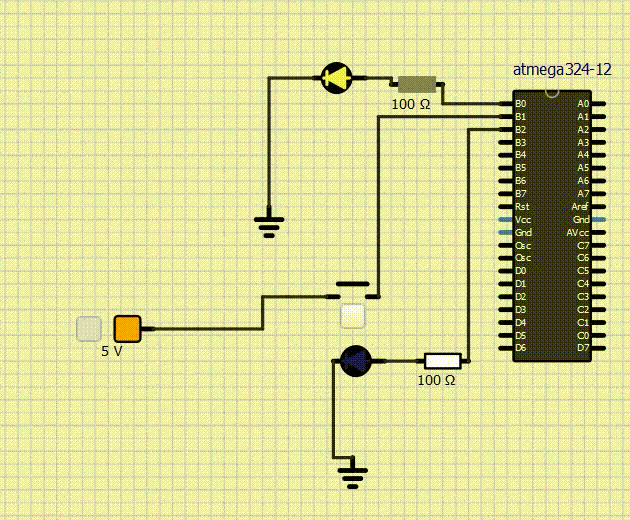 atmega324-12
100 Ω
B0 A0
B1 A1
B2 A2
B3 A3
B4 A4
B5 A5
B6 A6
B7 A7
Rst Aref
Vcc Gnd
Gnd AVcc
Osc C7
Osc C6
D0 C5
D1 C4
D2 C3
D3 C2
D4 C1
D5 C0
D6 D7
5 V
100 Ω